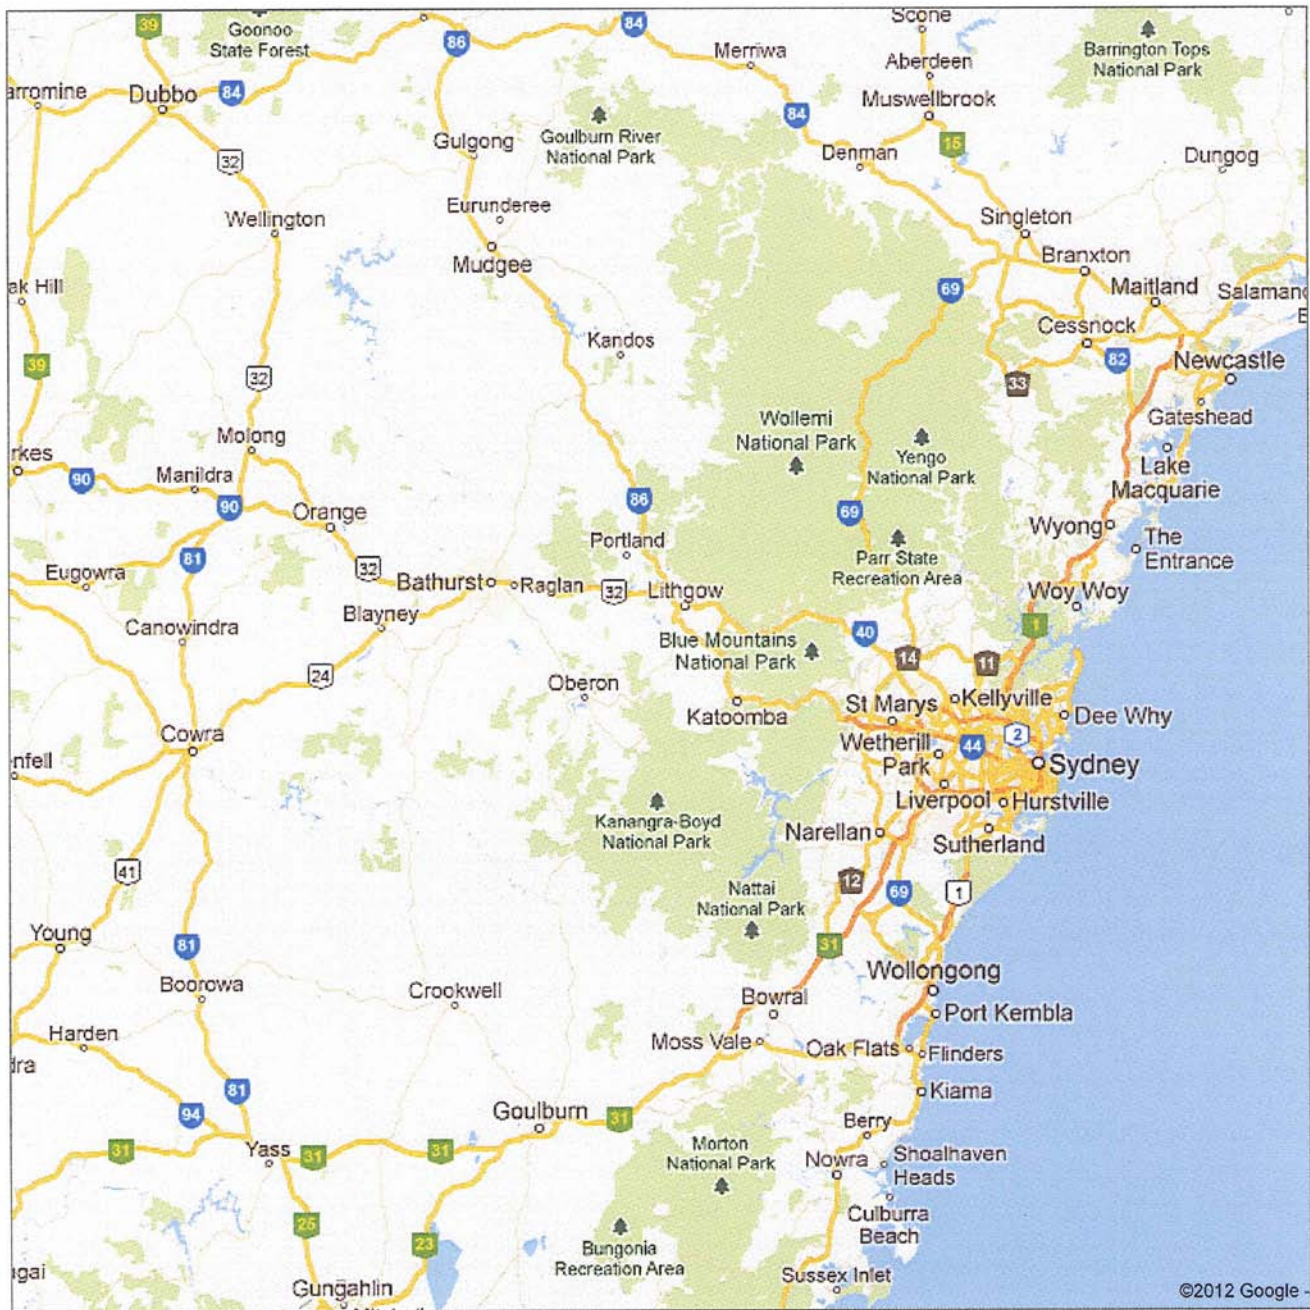 39
Goonoo
State Forest
84
86
Scone
Merriwa
Aberdeen
Barrington Tops
National Park
arromine
Dubbo
84
Muswellbrook
84
15
Goulburn River
National Park
Gulgong
32
Denman
Dungog
Eurunderee
Wellington
Singleton
Mudgee
Branxton
ak Hill
69
Maitland
Salamand
E
Cessnock
Kandos
39
82
Newcastle
32
33
Gateshead
Wollemi
National Park
Molong
Yengo
National Park
rkes
Lake
Macquarie
90
Manildra
90
86
69
Orange
Wyong
The
Entrance
Portland
81
Parr State
Recreation Area
32
Eugowra
Bathurst
Raglan
32
Lithgow
Woy Woy
Blayney
Canowindra
1
40
Blue Mountains
National Park
14
11
24
Oberon
Kellyville
St Marys
Katoomba
Dee Why
Cowra
2
44
Wetherill
Park
nfell
Sydney
Liverpool
Hurstville
Kanangra-Boyd
National Park
Narellan
Sutherland
41
12
69
1
Nattai
National Park
Young
81
31
Wollongong
Boorowa
Crookwell
Bowral
Port Kembla
Harden
Moss Vale
Oak Flats
Flinders
dra
81
Kiama
94
Goulburn
31
Berry
31
Yass
31
31
Morton
National Park
Nowra
Shoalhaven
Heads
25
23
Culburra
Beach
Bungonia
Recreation Area
ngai
Gungahlin
Sussex Inlet
©2012 Google